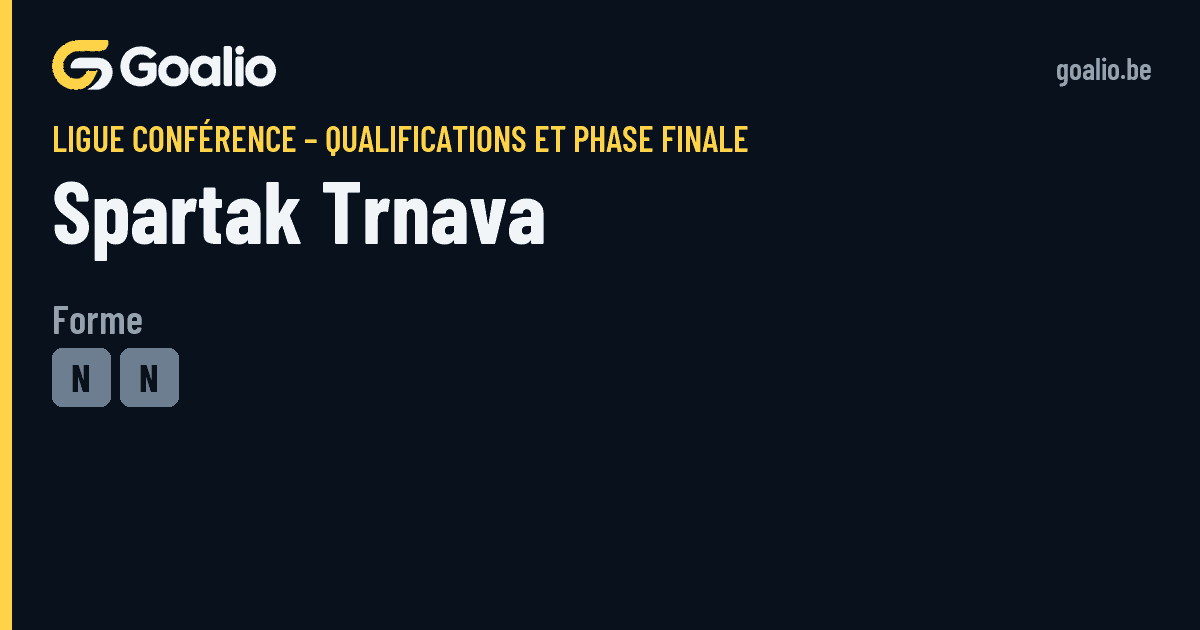 Goalio
goalio.be
LIGUE CONFÉRENCE – QUALIFICATIONS ET PHASE FINALE
Spartak Trnava
Forme
N N